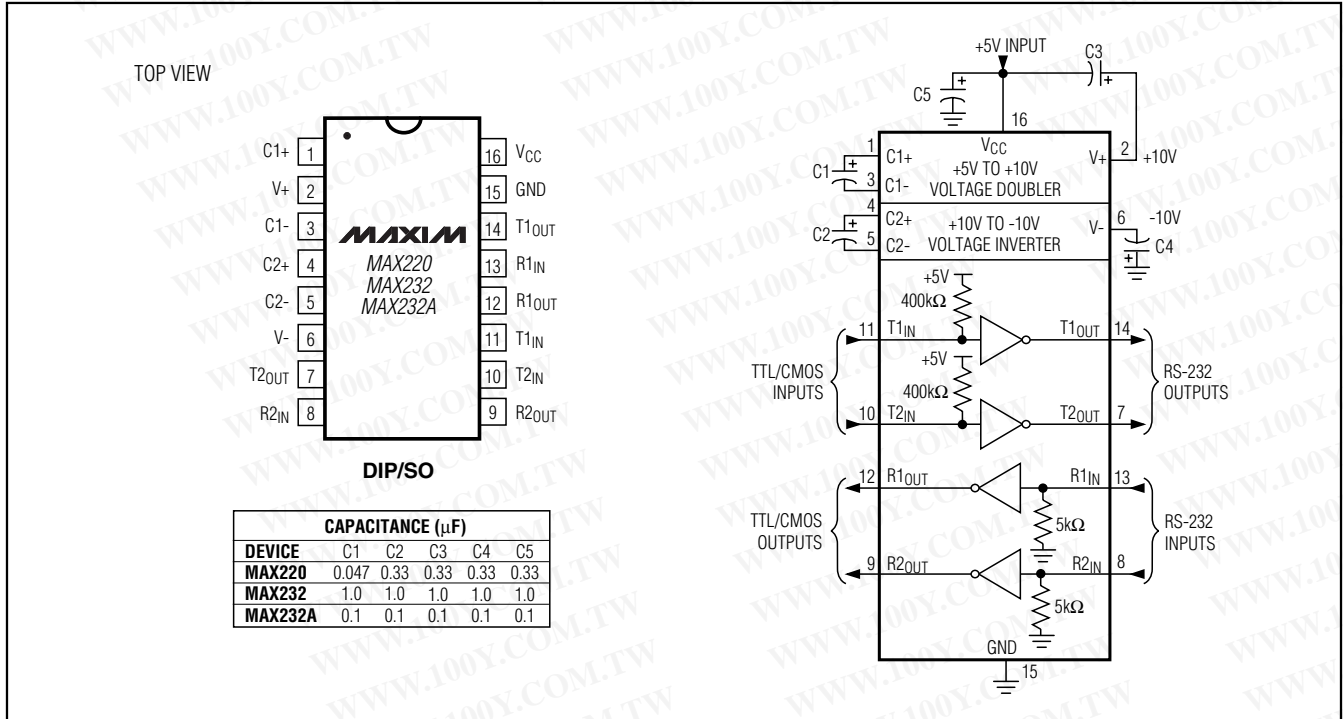 TOP VIEW
C1+ 1
V+ 2
C1- 3
C2+ 4
C2- 5
V- 6
T2OUT 7
R2IN 8
16 VCC
15 GND
14 T1OUT
13 R1IN
12 R1OUT
11 T1IN
10 T2IN
9 R2OUT
MAXIM
MAX220
MAX232
MAX232A
DIP/SO
CAPACITANCE (μF)
DEVICE C1 C2 C3 C4 C5
MAX220 0.047 0.33 0.33 0.33 0.33
MAX232 1.0 1.0 1.0 1.0 1.0
MAX232A 0.1 0.1 0.1 0.1 0.1
+5V INPUT
C3
+
+
C5
16
VCC
1
C1+
C1
+
3
C1-
+5V TO +10V
VOLTAGE DOUBLER
V+
2
+10V
4
C2+
C2
+
5
C2-
+10V TO -10V
VOLTAGE INVERTER
V-
6
-10V
C4
+
+5V
400kΩ
11
T1IN
T1OUT
14
+5V
400kΩ
TTL/CMOS
INPUTS
RS-232
OUTPUTS
10
T2IN
T2OUT
7
12
R1OUT
R1IN
13
5kΩ
TTL/CMOS
OUTPUTS
RS-232
INPUTS
9
R2OUT
R2IN
8
5kΩ
GND
15
WWW.100Y.COM.TW